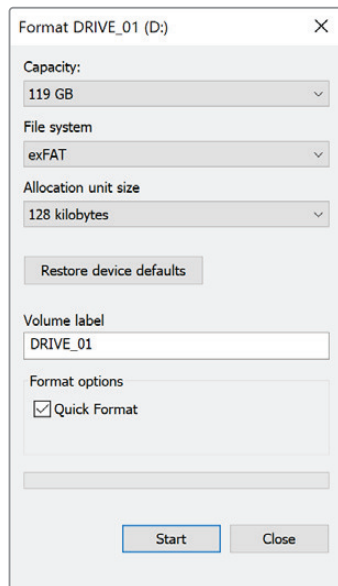 Format DRIVE_01 (D:)
Capacity:
119 GB
File system
exFAT
Allocation unit size
128 kilobytes
Restore device defaults
Volume label
DRIVE_01
Format options
Quick Format
Start
Close